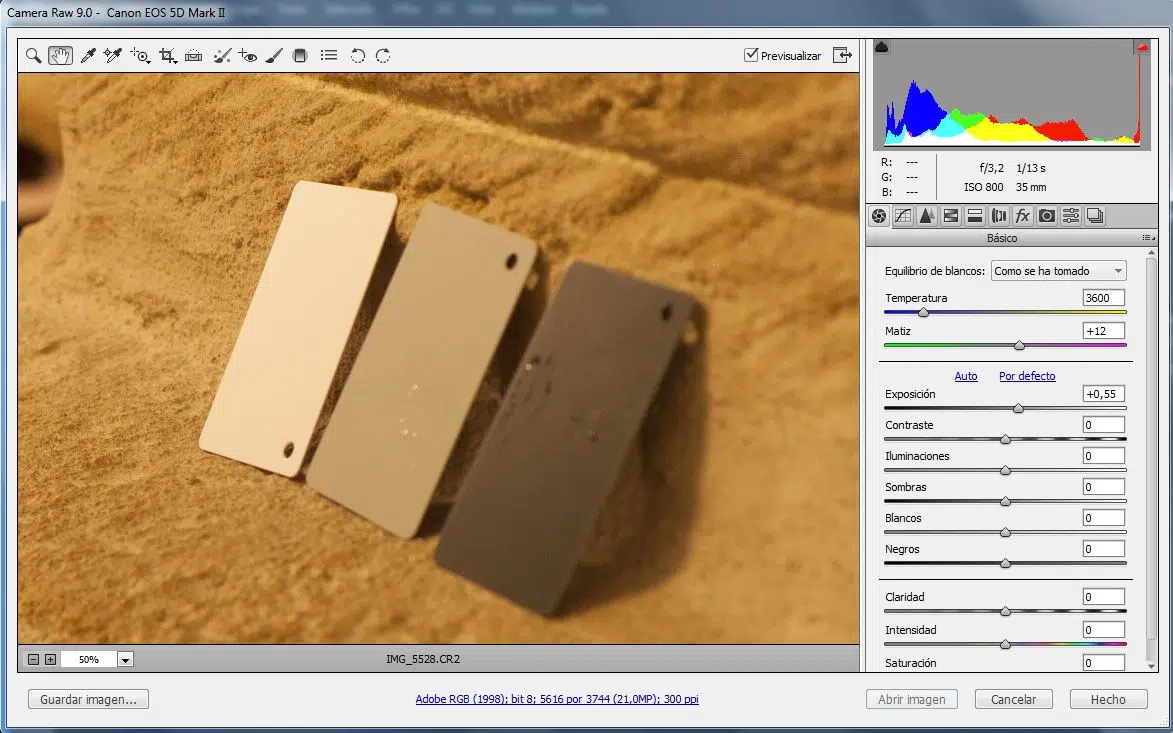 Camera Raw 9.0 - Canon EOS 5D Mark II
Previsualizar
R: ---
G: ---
B: ---
f/3,2 1/13 s
ISO 800 35 mm
fx
Básico
Equilibrio de blancos: Como se ha tomado
Temperatura 3600
Matiz +12
Auto Por defecto
Exposición +0,55
Contraste 0
Iluminaciones 0
Sombras 0
Blancos 0
Negros 0
Claridad 0
Intensidad 0
Saturación 0
50% IMG_5528.CR2
Guardar imagen... Adobe RGB (1998); bit 8; 5616 por 3744 (21,0MP); 300 ppi Abrir imagen Cancelar Hecho